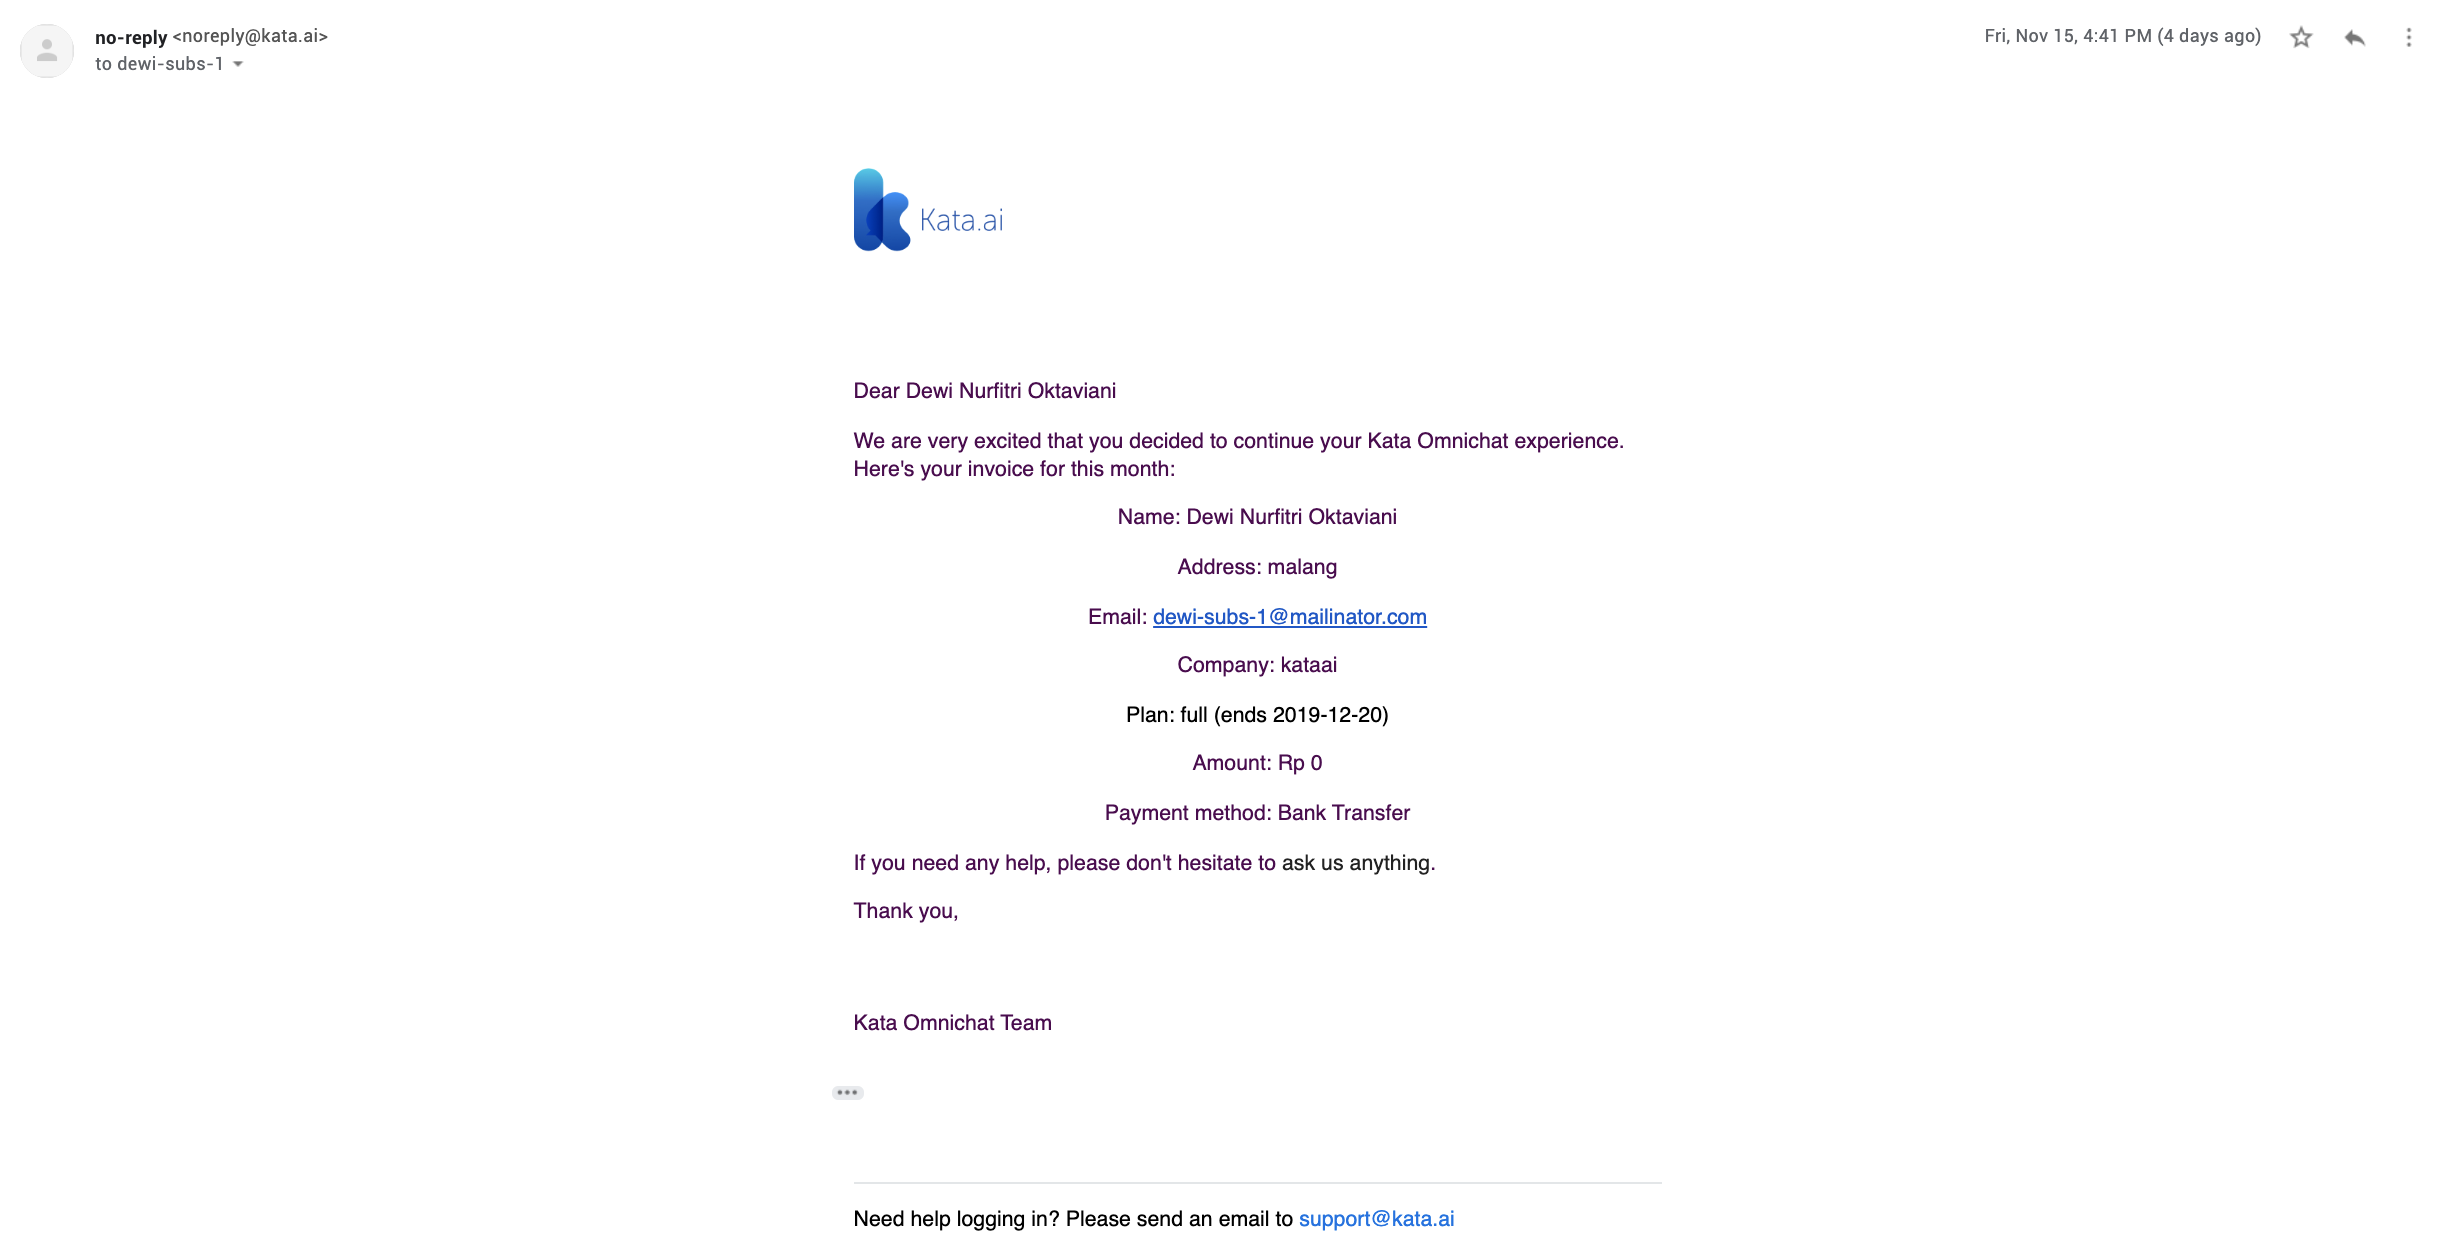 no-reply <noreply@kata.ai>
Fri, Nov 15, 4:41 PM (4 days ago)
to dewi-subs-1
Kata.ai
Dear Dewi Nurfitri Oktaviani
We are very excited that you decided to continue your Kata Omnichat experience.
Here's your invoice for this month:
Name: Dewi Nurfitri Oktaviani
Address: malang
Email: dewi-subs-1@mailinator.com
Company: kataai
Plan: full (ends 2019-12-20)
Amount: Rp 0
Payment method: Bank Transfer
If you need any help, please don't hesitate to ask us anything.
Thank you,
Kata Omnichat Team
Need help logging in? Please send an email to support@kata.ai